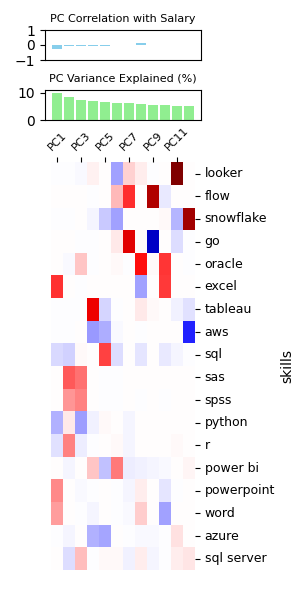 PC Correlation with Salary
1
0
−1
PC Variance Explained (%)
10
0
PC1 PC3 PC5 PC7 PC9 PC11
looker
flow
snowflake
go
oracle
excel
tableau
aws
sql
sas
spss
python
r
power bi
powerpoint
word
azure
sql server
skills